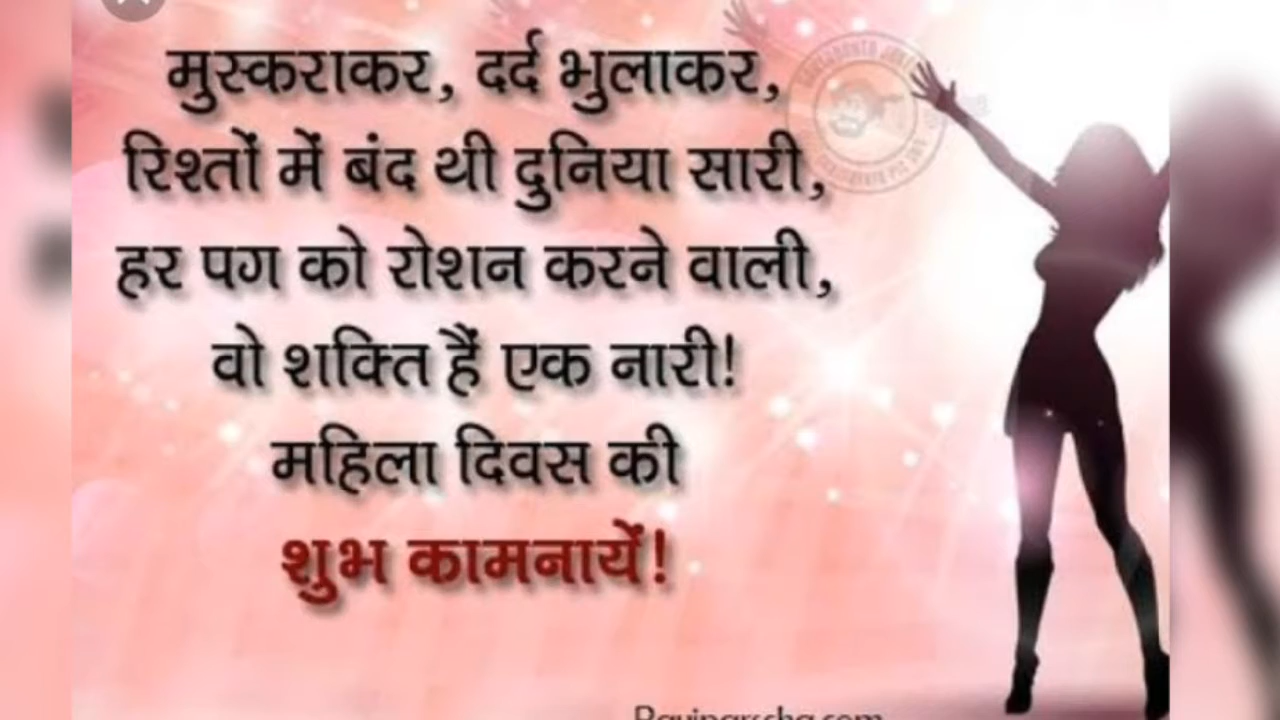 मुस्कराकर, दर्द भुलाकर,
रिश्तों में बंद थी दुनिया सारी,
हर पग को रोशन करने वाली,
वो शक्ति हैं एक नारी!
महिला दिवस की
शुभ कामनायें!